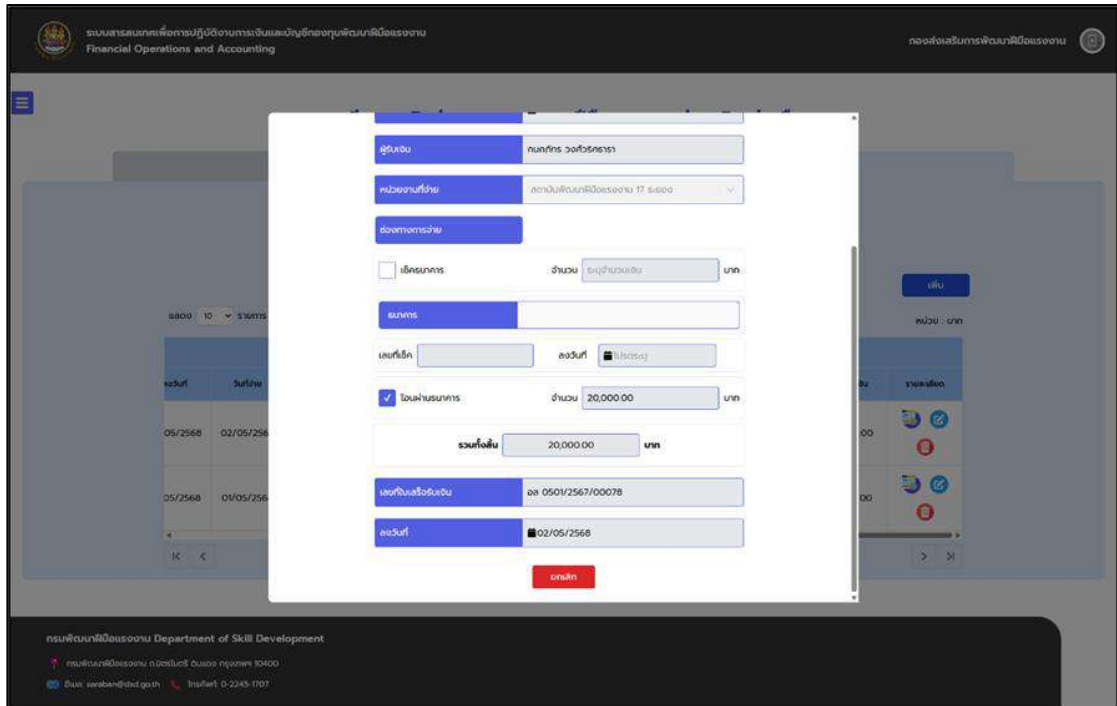 ระบบสารสนเทศเพื่อการปฏิบัติงานการเงินและบัญชีกองทุนพัฒนาฝีมือแรงงาน
Financial Operations and Accounting
กองส่งเสริมการพัฒนาฝีมือแรงงาน
ผู้รับเงิน
หน่วยงานที่จ่าย สถาบันพัฒนาฝีมือแรงงาน 17 ระยอง
ช่องทางการจ่าย
เช็คธนาคาร จำนวน ระบุจำนวนเงิน บาท
เพิ่ม
แสดง 10 รายการ
ธนาคาร
หน่วย : บาท
เลขที่เช็ค ลงวันที่ โปรดระบุ
ลงวันที่ วันที่จ่าย รายละเอียด
โอนผ่านธนาคาร จำนวน 20,000.00 บาท
05/2568 02/05/256
รวมทั้งสิ้น 20,000.00 บาท
เลขที่ใบเสร็จรับเงิน อส 0501/2567/00078
05/2568 01/05/256
ลงวันที่ 02/05/2568
ยกเลิก
กรมพัฒนาฝีมือแรงงาน Department of Skill Development
กรมพัฒนาฝีมือแรงงาน ถ.มิตรไมตรี ดินแดง กรุงเทพฯ 10400
อีเมล: saraban@dsd.go.th โทรศัพท์: 0-2245-1707